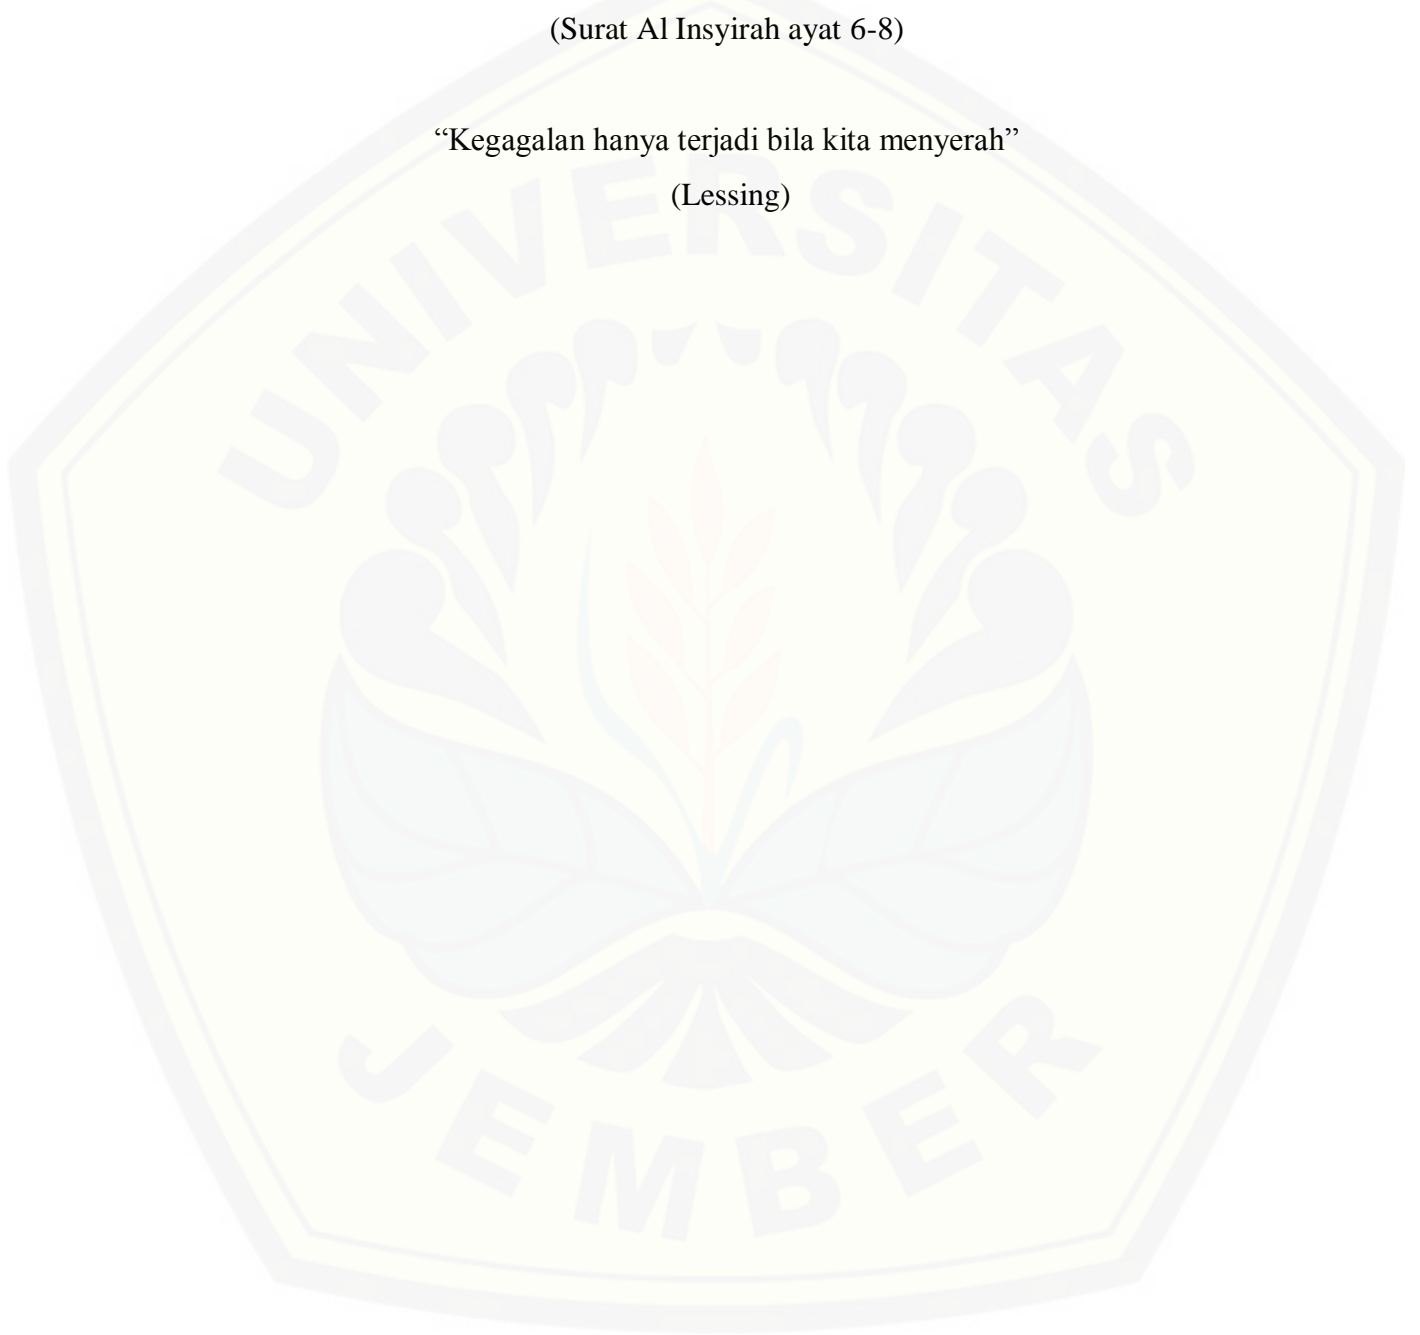 (Surat Al Insyirah ayat 6-8)
“Kegagalan hanya terjadi bila kita menyerah”
(Lessing)
UNIVERSITAS
JEMBER